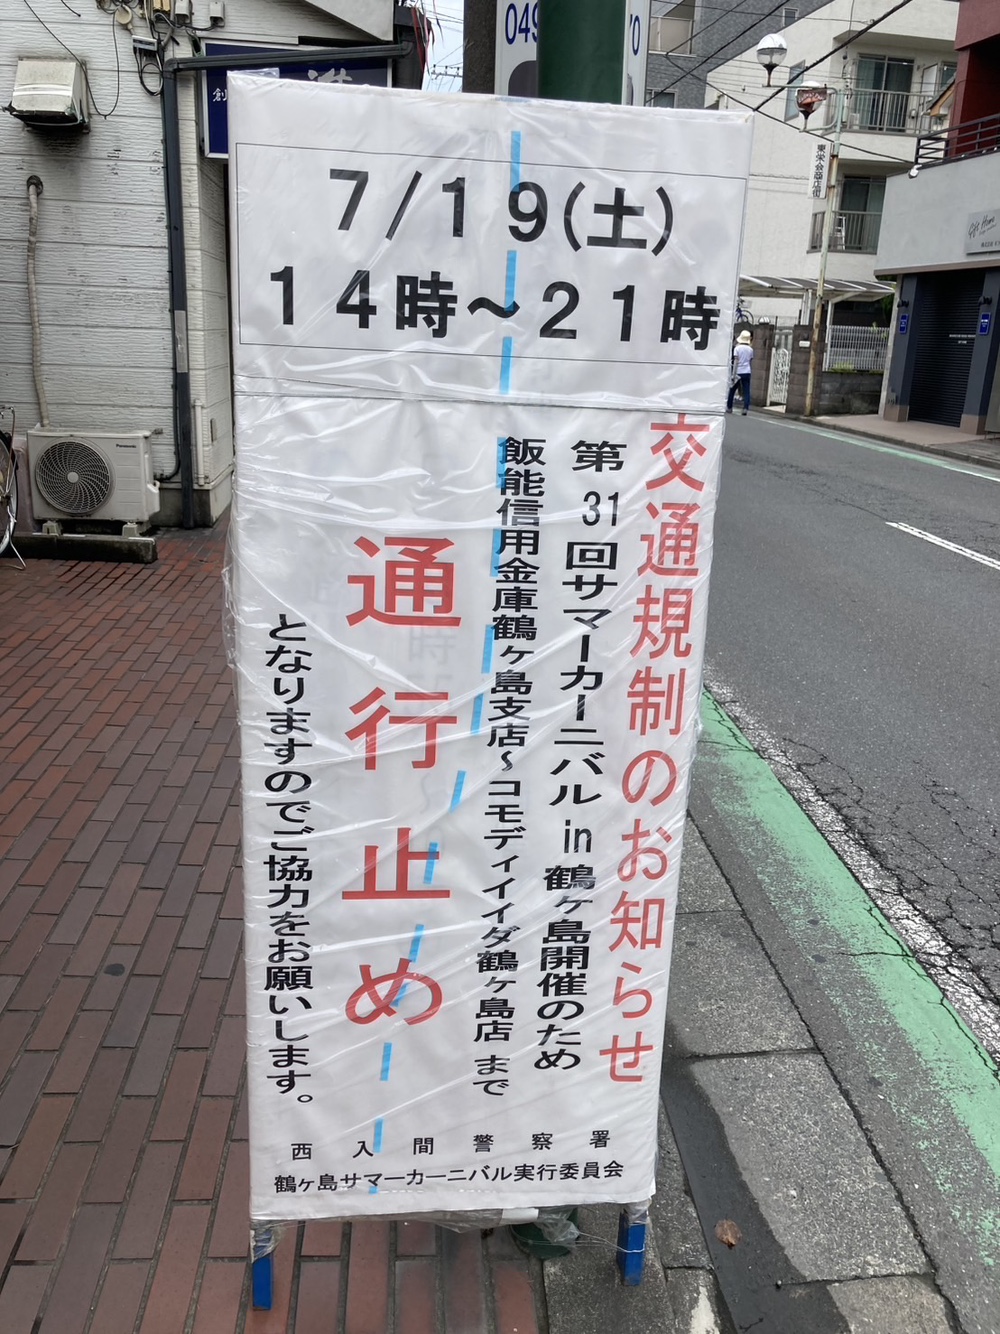 7/19(土)
14時～21時
交通規制のお知らせ
第31回サマーカーニバルin鶴ヶ島開催のため
飯能信用金庫鶴ヶ島支店～コモディイイダ鶴ヶ島店まで
通行止め
となりますのでご協力をお願いします。
西入間警察署
鶴ヶ島サマーカーニバル実行委員会
049
創
Panasonic